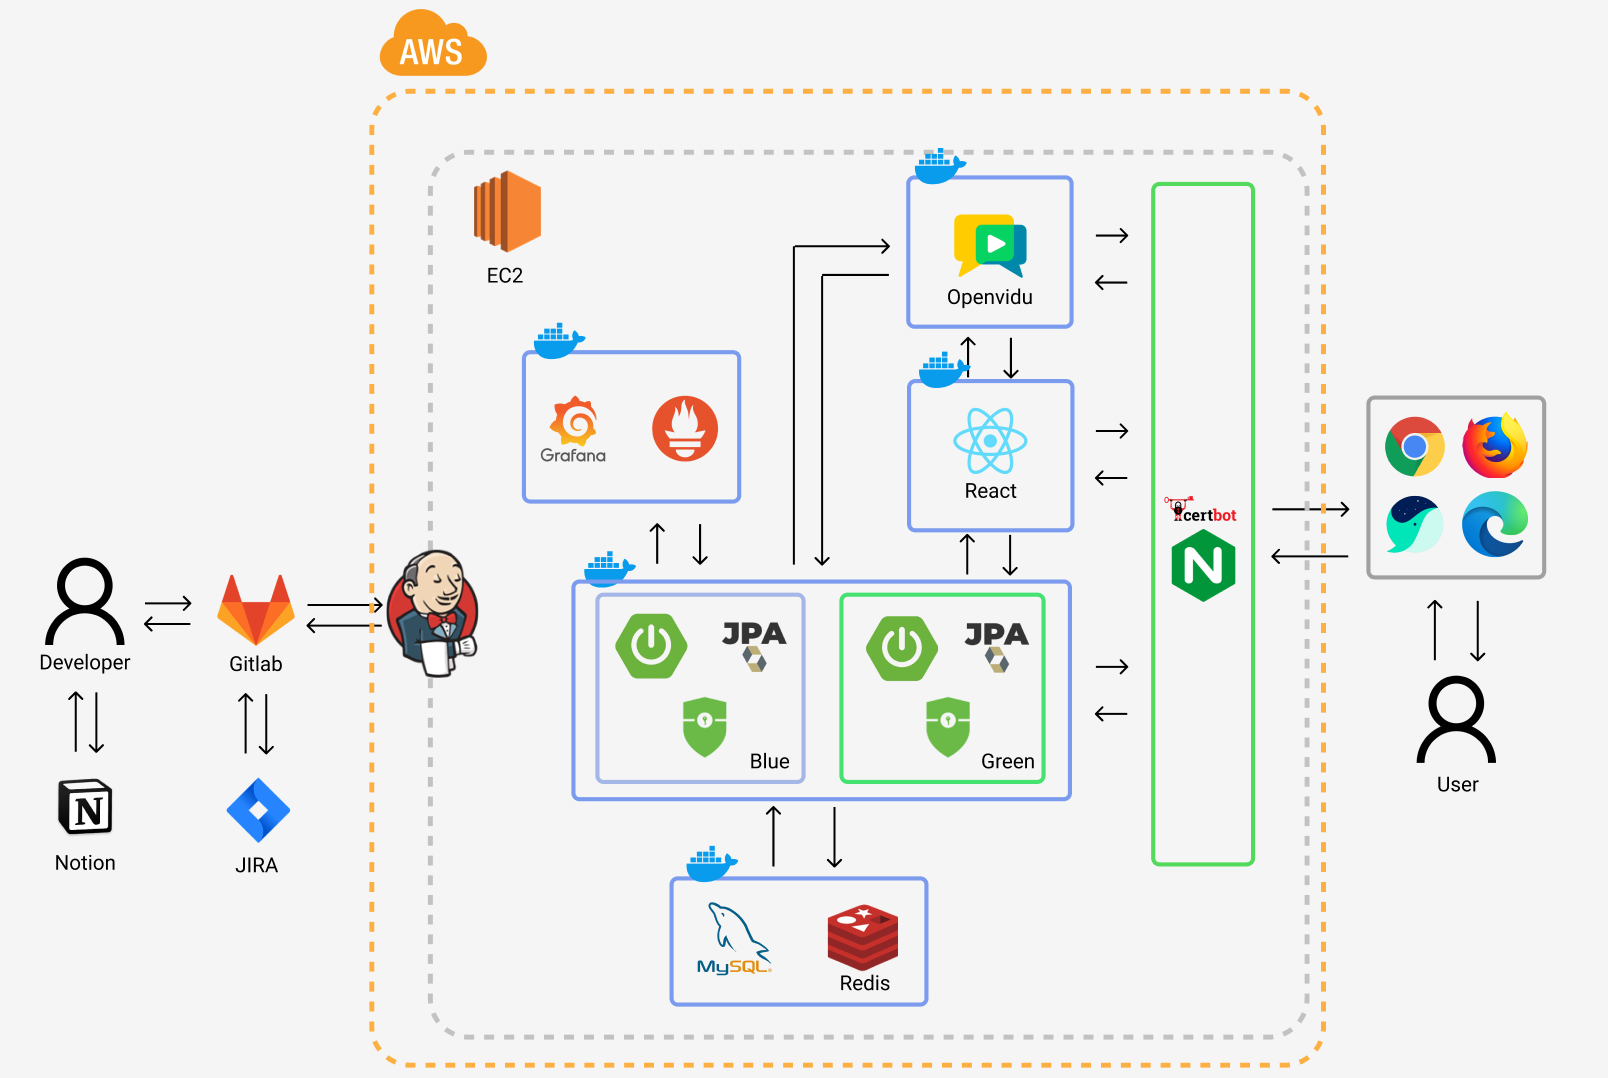 AWS
EC2
Openvidu
Grafana
React
certbot
N
Developer
Gitlab
JPA
JPA
Blue
Green
User
N
Notion
JIRA
MySQL
Redis